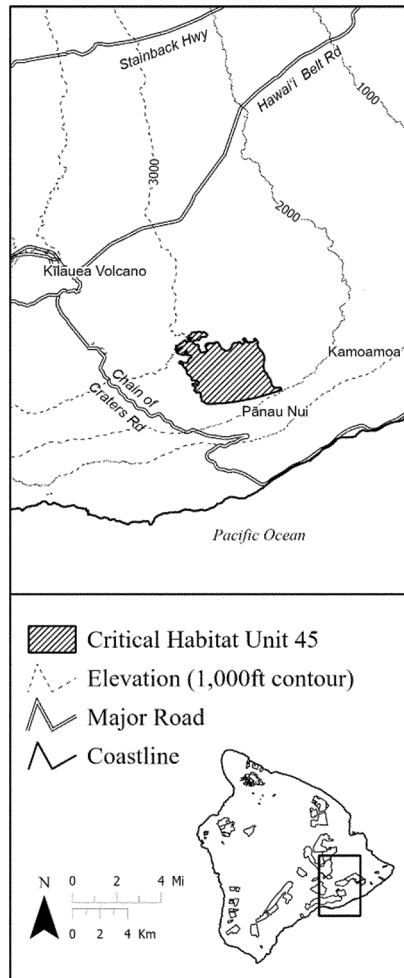 Stainback Hwy
Hawai'i Belt Rd
1000
3000
2000
Kīlauea Volcano
Kamoamoa
Chain of
Craters Rd
Pānau Nui
Pacific Ocean
Critical Habitat Unit 45
Elevation (1,000ft contour)
Major Road
Coastline
N
0 2 4 Mi
0 2 4 Km